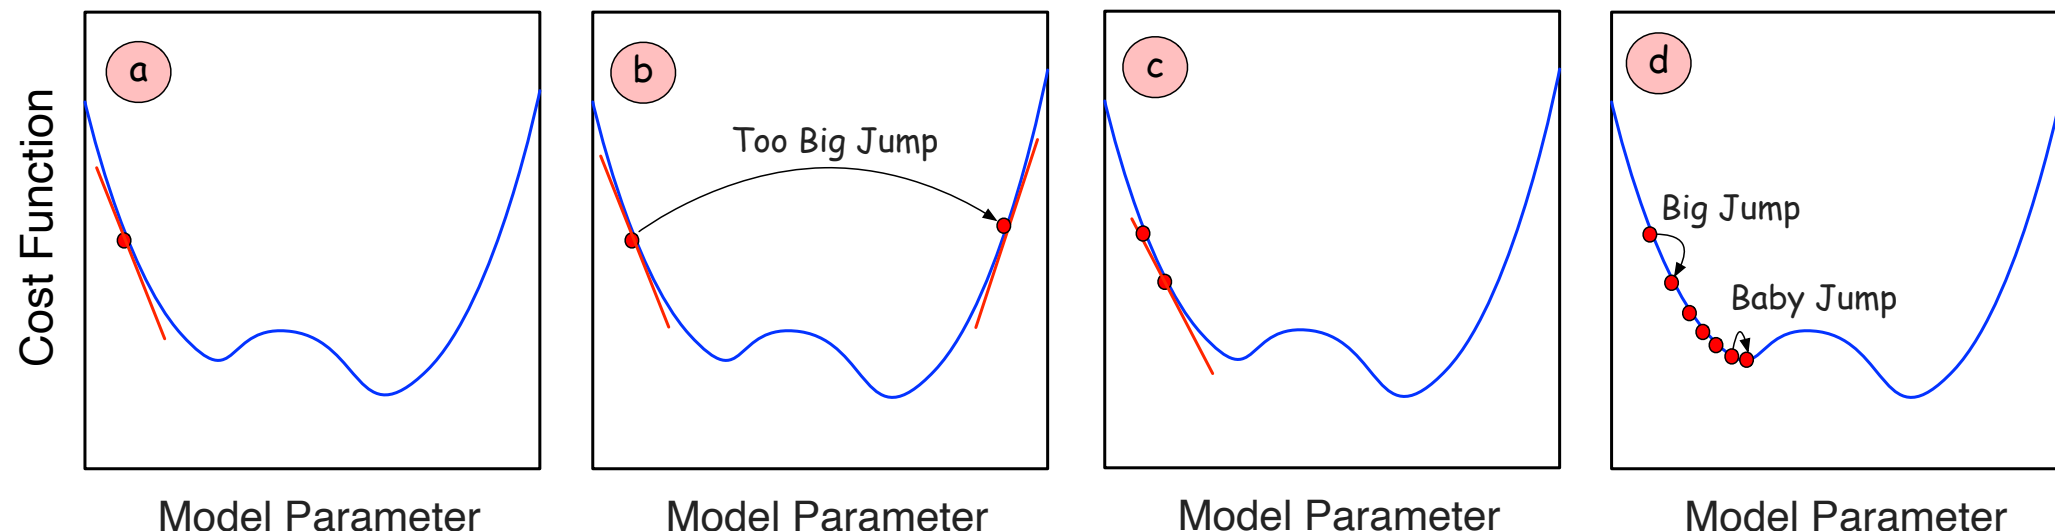 Cost Function
a
b
Too Big Jump
c
d
Big Jump
Baby Jump
Model Parameter
Model Parameter
Model Parameter
Model Parameter